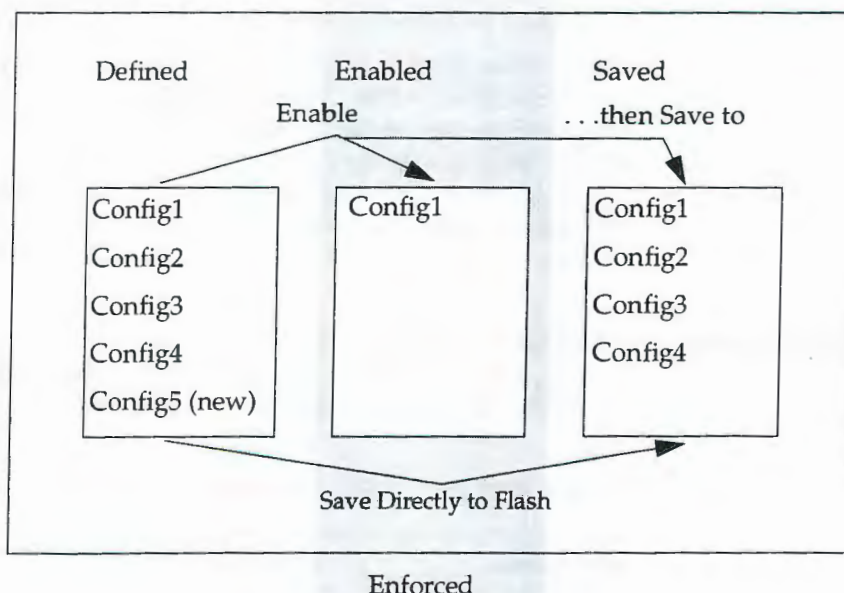 Defined Enabled Saved
Enable ...then Save to
Config1
Config2
Config3
Config4
Config5 (new)
Config1
Config1
Config2
Config3
Config4
Save Directly to Flash
Enforced